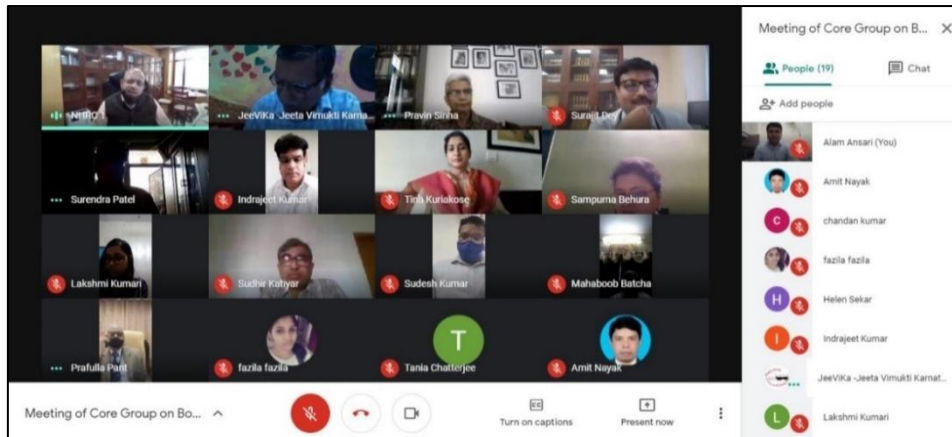 NHRC 1
JeeViKa -Jeeta Vimukti Karna...
Pravin Sinha
Surajit Dey
Surendra Patel
Indrajeet Kumar
Tina Kuriakose
Sampurna Behura
Lakshmi Kumari
Sudhir Katiyar
Sudesh Kumar
Mahaboob Batcha
Prafulla Pant
fazila fazila
T
Tania Chatterjee
Amit Nayak
Meeting of Core Group on Bo...
Turn on captions
Present now
Meeting of Core Group on B...
People (19)
Chat
Add people
Alam Ansari (You)
Amit Nayak
C
chandan kumar
fazila fazila
H
Helen Sekar
I
Indrajeet Kumar
JeeViKa -Jeeta Vimukti Karnat...
L
Lakshmi Kumari